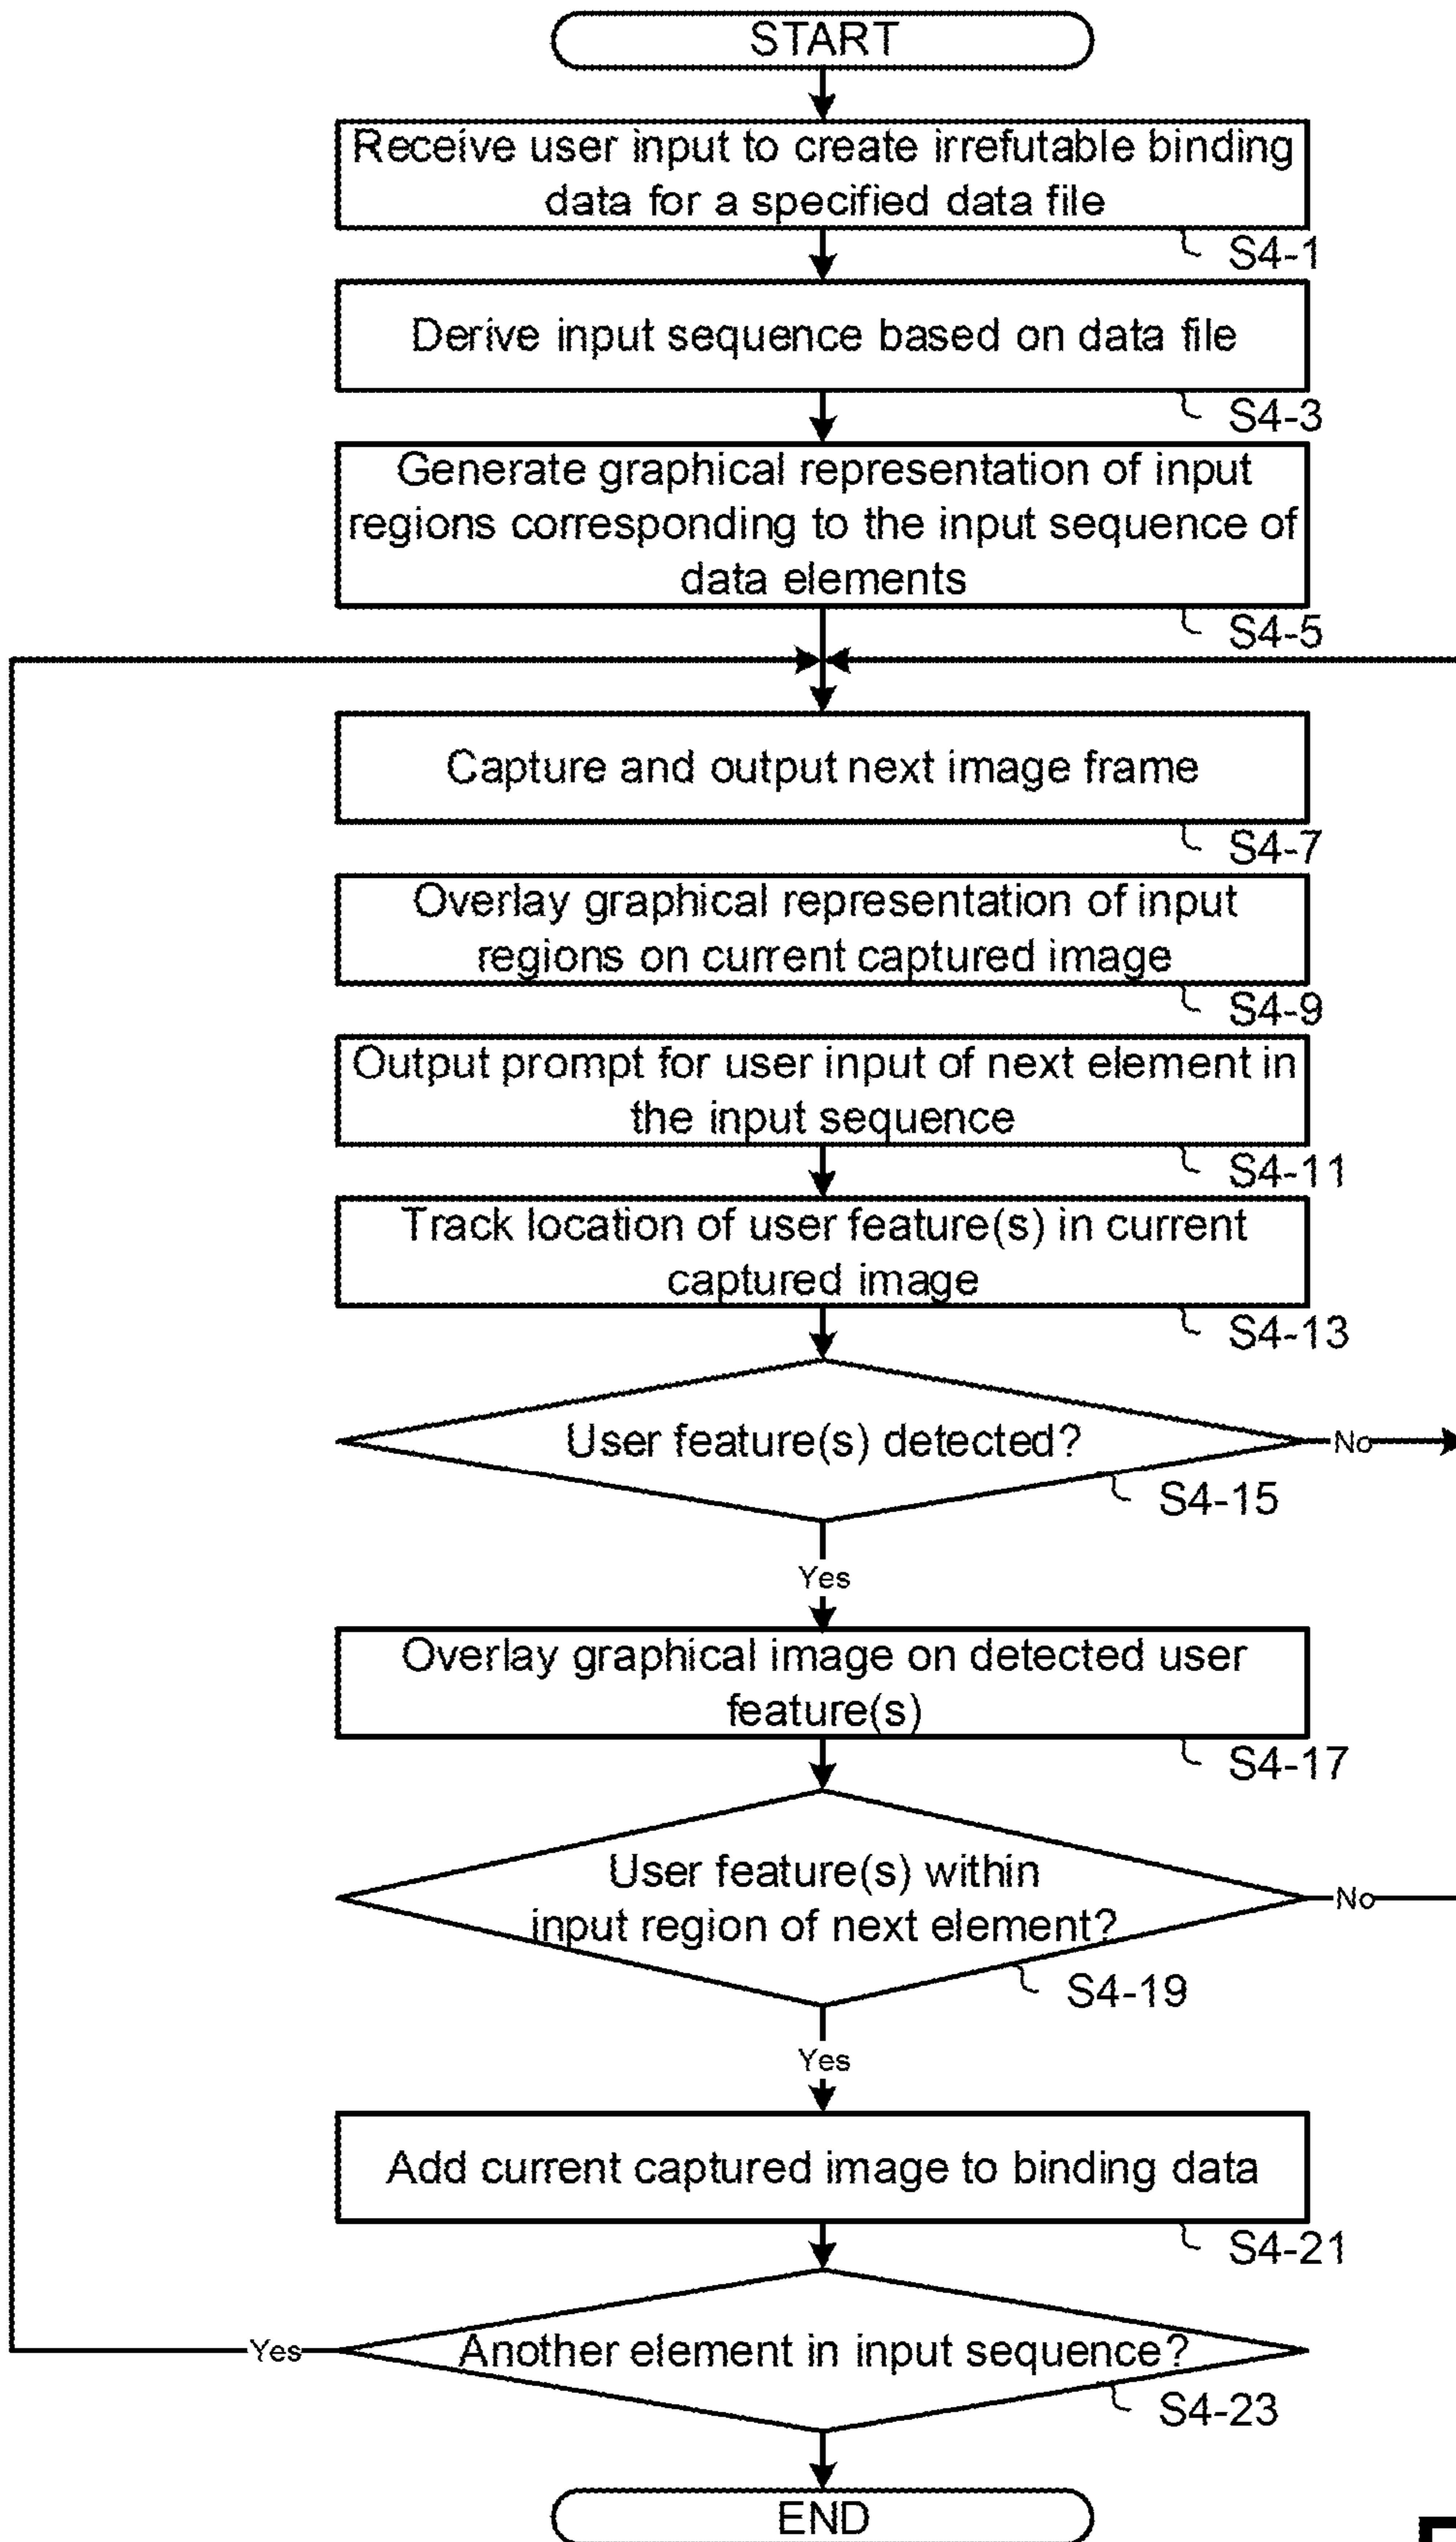 START
Receive user input to create irrefutable binding
data for a specified data file
S4-1
Derive input sequence based on data file
S4-3
Generate graphical representation of input
regions corresponding to the input sequence of
data elements
S4-5
Capture and output next image frame
S4-7
Overlay graphical representation of input
regions on current captured image
S4-9
Output prompt for user input of next element in
the input sequence
S4-11
Track location of user feature(s) in current
captured image
S4-13
User feature(s) detected?
No
S4-15
Yes
Overlay graphical image on detected user
feature(s)
S4-17
User feature(s) within
input region of next element?
No
S4-19
Yes
Add current captured image to binding data
S4-21
Another element in input sequence?
Yes
S4-23
END